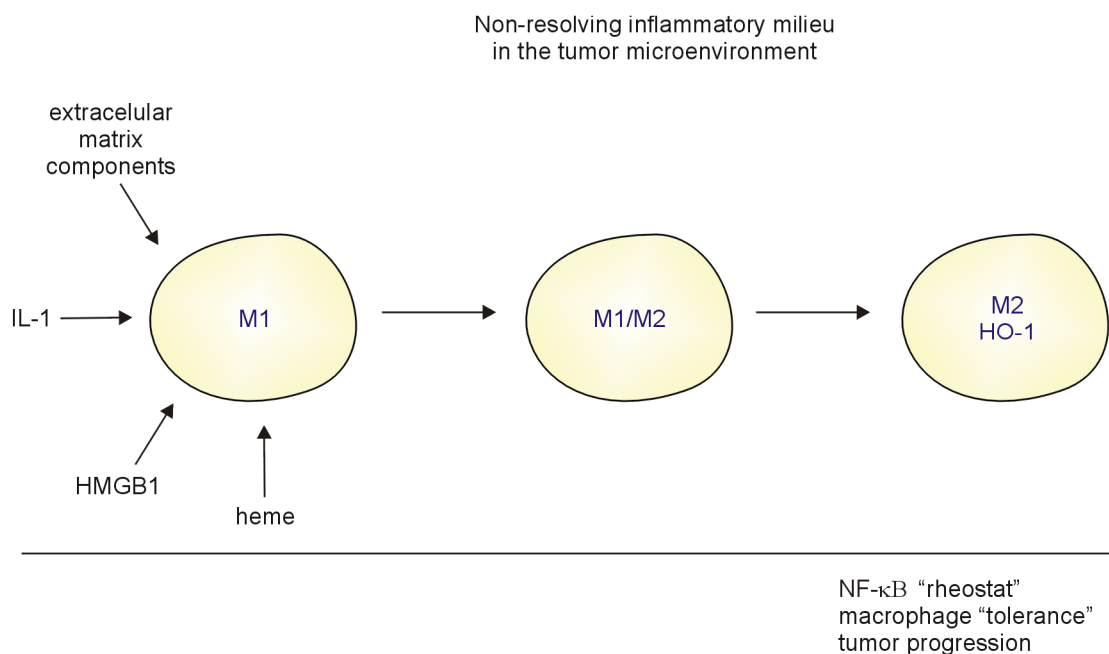 Non-resolving inflammatory milieu
in the tumor microenvironment
extracelular
matrix
components
IL-1
M1
M1/M2
M2
HO-1
HMGB1
heme
NF-κB “rheostat”
macrophage “tolerance”
tumor progression